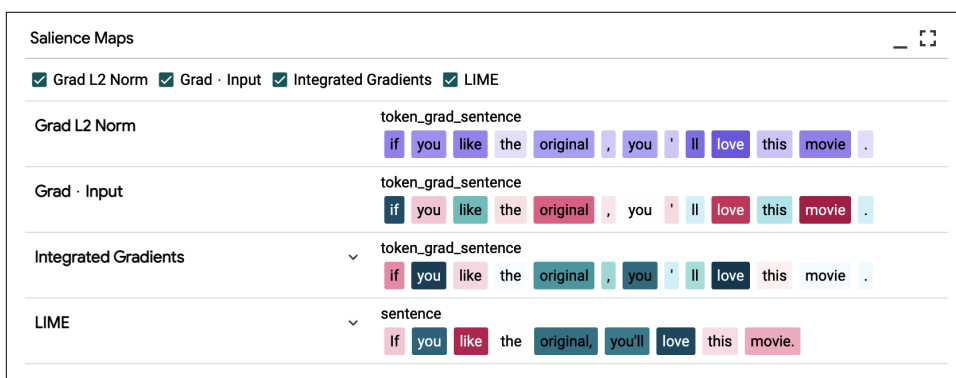 Salience Maps
Grad L2 Norm Grad · Input Integrated Gradients LIME
Grad L2 Norm
token_grad_sentence
if you like the original , you ' ll love this movie .
Grad · Input
token_grad_sentence
if you like the original , you ' ll love this movie .
Integrated Gradients
token_grad_sentence
if you like the original , you ' ll love this movie .
LIME
sentence
If you like the original, you'll love this movie.